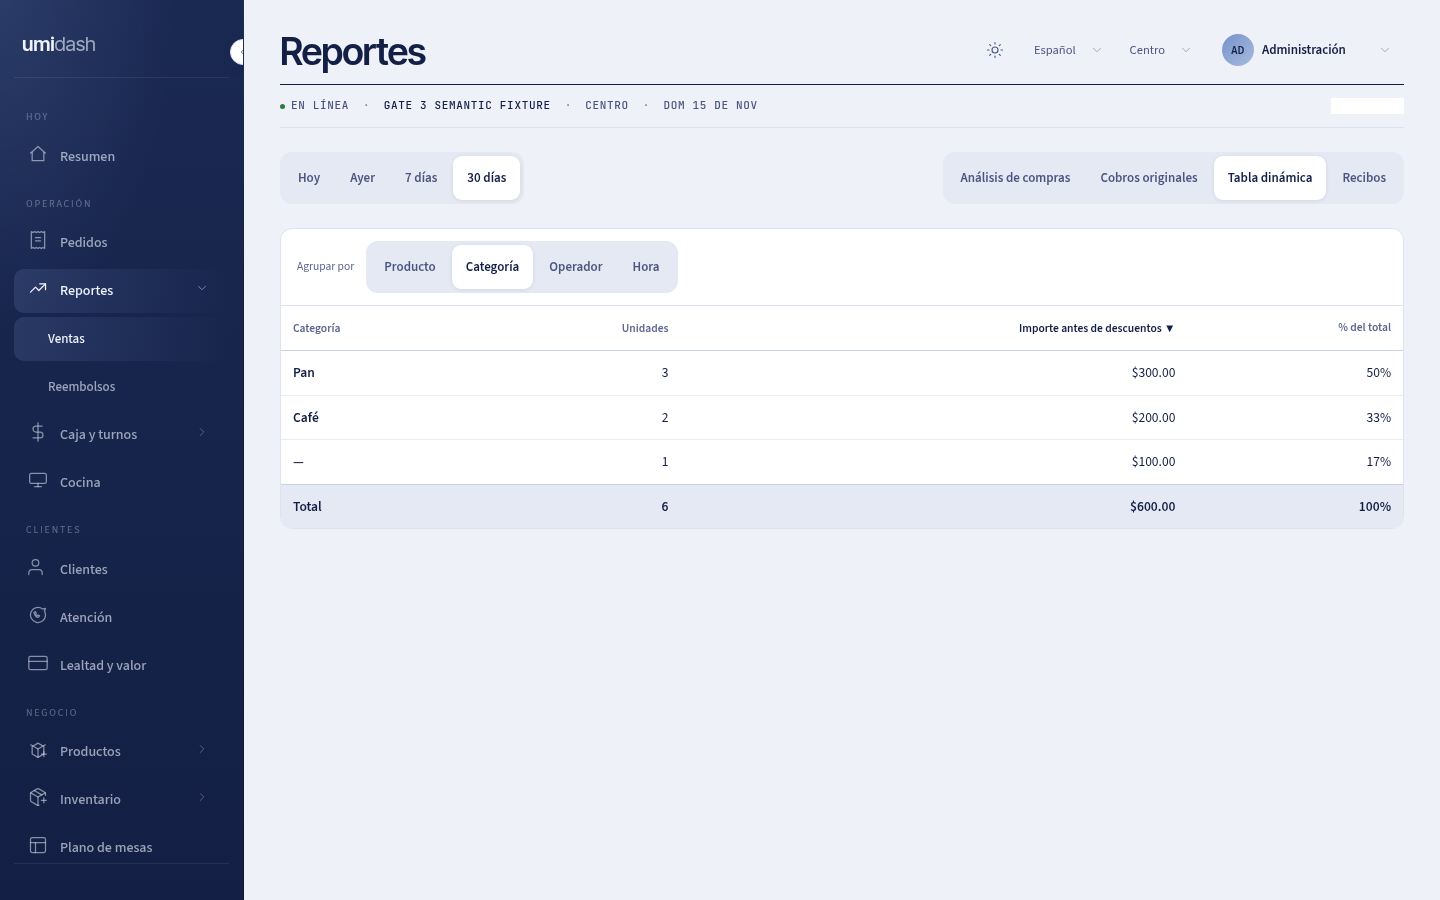 umidash
HOY
Resumen
OPERACIÓN
Pedidos
Reportes
Ventas
Reembolsos
Caja y turnos
Cocina
CLIENTES
Clientes
Atención
Lealtad y valor
NEGOCIO
Productos
Inventario
Plano de mesas
Reportes
Español
Centro
AD Administración
EN LÍNEA · GATE 3 SEMANTIC FIXTURE · CENTRO · DOM 15 DE NOV
Hoy Ayer 7 días 30 días
Análisis de compras Cobros originales Tabla dinámica Recibos
Agrupar por Producto Categoría Operador Hora
Categoría Unidades Importe antes de descuentos ▼ % del total
Pan 3 $300.00 50%
Café 2 $200.00 33%
— 1 $100.00 17%
Total 6 $600.00 100%